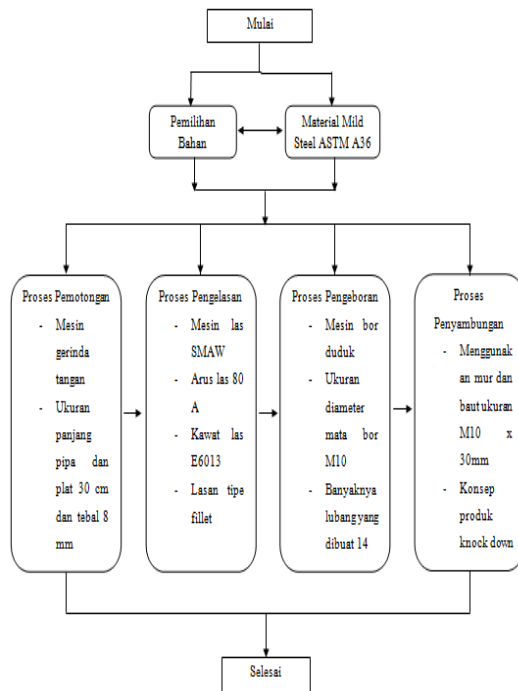 Mulai
Pemilihan
Bahan
Material Mild
Steel ASTM A36
Proses Pemotongan
- Mesin
gerinda
tangan
- Ukuran
panjang
pipa dan
plat 30 cm
dan tebal 8
mm
Proses Pengelasan
- Mesin las
SMAW
- Arus las 80
A
- Kawat las
E6013
- Lasan tipe
fillet
Proses Pengeboran
- Mesin bor
duduk
- Ukuran
diameter
mata bor
M10
- Banyaknya
lubang yang
dibuat 14
Proses
Penyambungan
- Menggunak
an mur dan
baut ukuran
M10 x
30mm
- Konsep
produk
knock down
Selesai